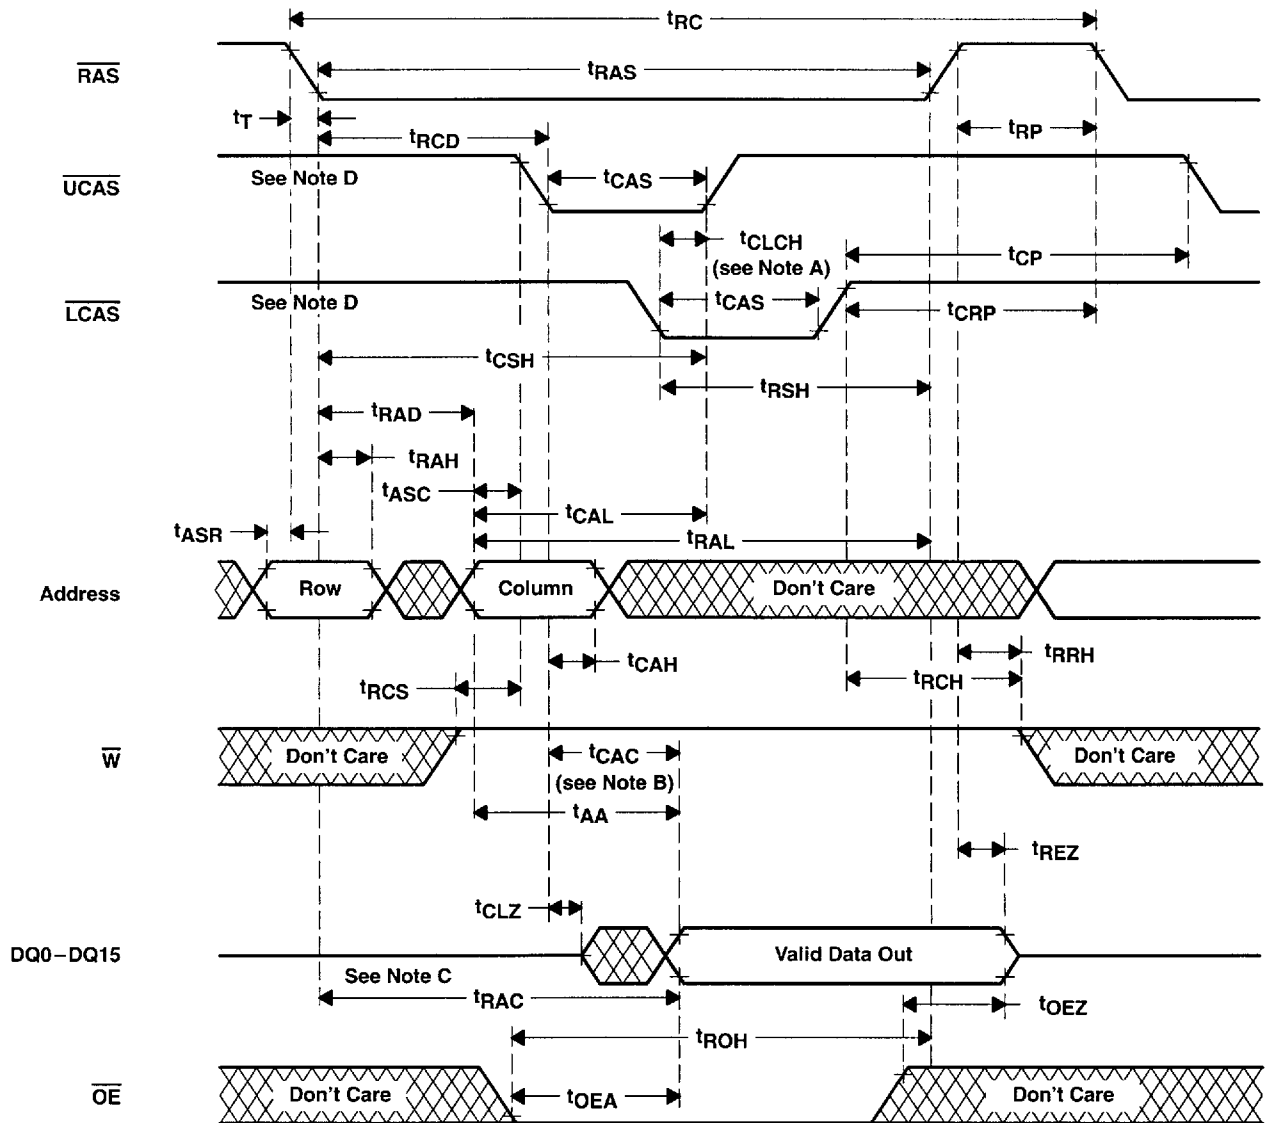 tRC
RAS
tRAS
tT
tRCD
tRP
UCAS
See Note D
tCAS
tCLCH
(see Note A)
tCP
LCAS
See Note D
tCAS
tCRP
tCSH
tRSH
tRAD
tRAH
tASC
tCAL
tASR
tRAL
Address
Row
Column
Don't Care
tCAH
tRRH
tRCS
tRCH
W
Don't Care
tCAC
(see Note B)
Don't Care
tAA
tREZ
tCLZ
DQ0–DQ15
Valid Data Out
See Note C
tRAC
tOEZ
tROH
OE
Don't Care
tOEA
Don't Care